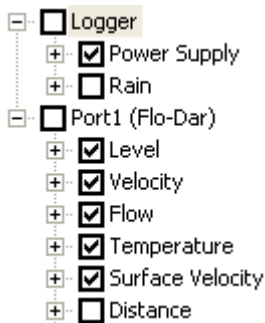 Logger
Power Supply
Rain
Port1 (Flo-Dar)
Level
Velocity
Flow
Temperature
Surface Velocity
Distance